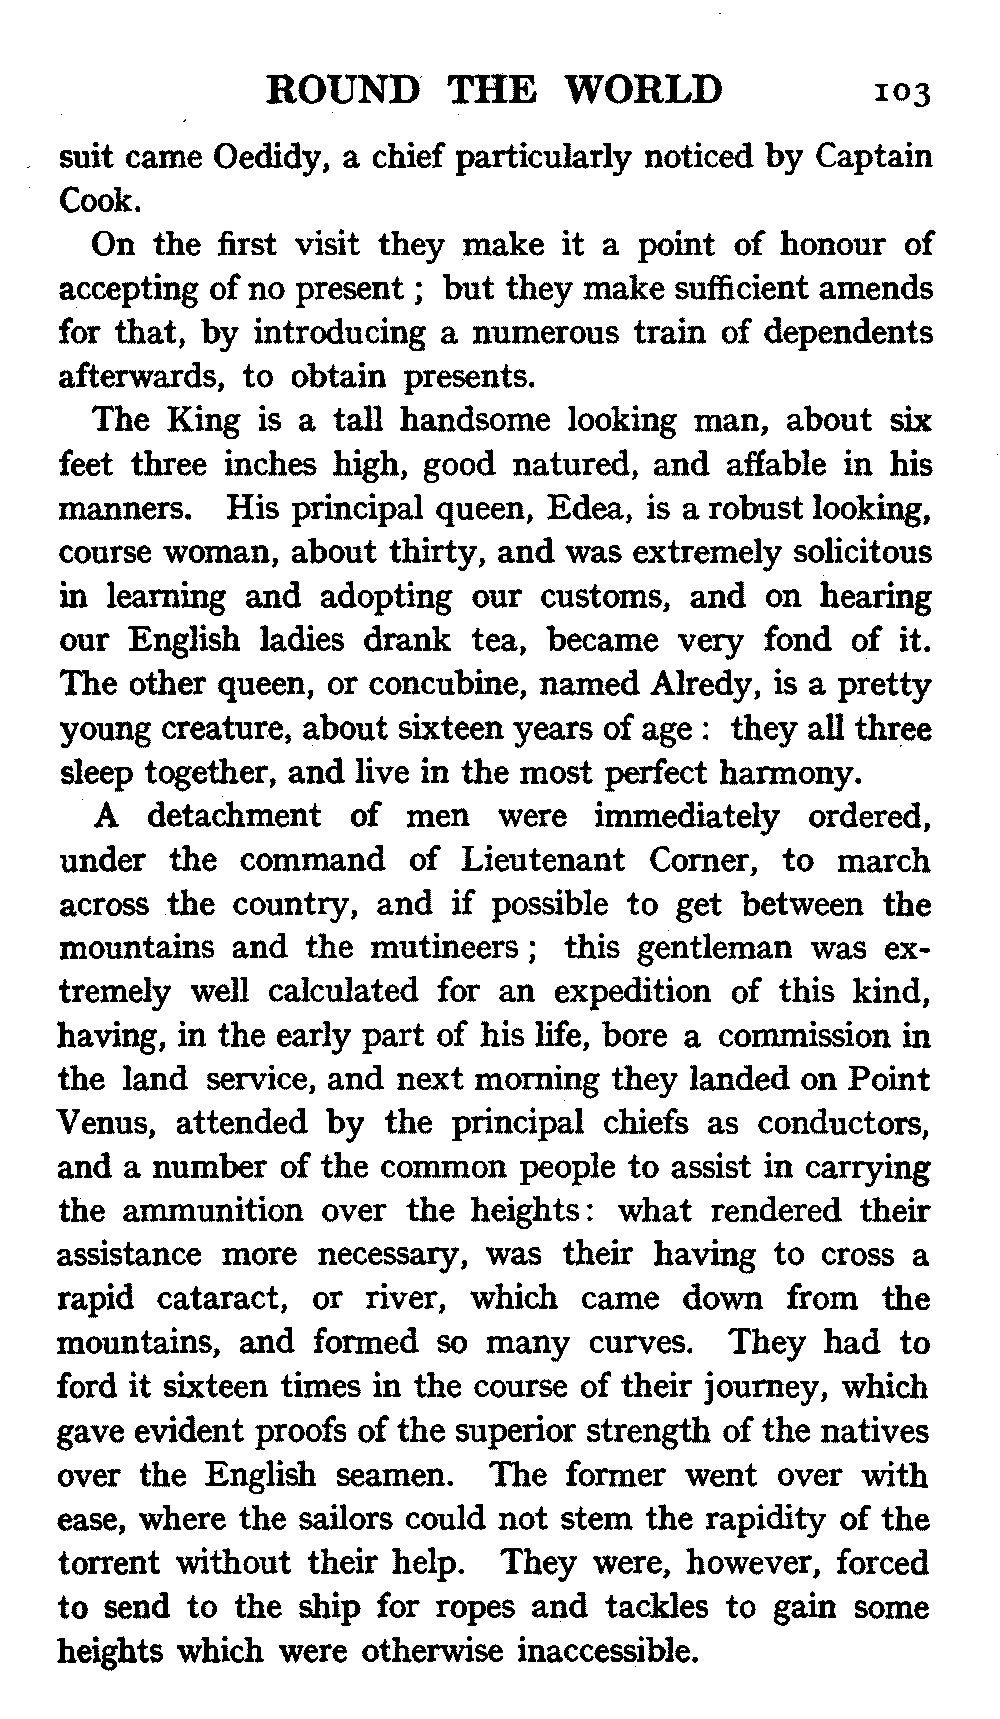 ROUND THE WORLD 103
suit came Oedidy, a chief particularly noticed by Captain
Cook.
On the first visit they make it a point of honour of
accepting of no present ; but they make sufficient amends
for that, by introducing a numerous train of dependents
afterwards, to obtain presents.
The King is a tall handsome looking man, about six
feet three inches high, good natured, and affable in his
manners. His principal queen, Edea, is a robust looking,
course woman, about thirty, and was extremely solicitous
in learning and adopting our customs, and on hearing
our English ladies drank tea, became very fond of it.
The other queen, or concubine, named Alredy, is a pretty
young creature, about sixteen years of age : they all three
sleep together, and live in the most perfect harmony.
A detachment of men were immediately ordered,
under the command of Lieutenant Corner, to march
across the country, and if possible to get between the
mountains and the mutineers ; this gentleman was ex-
tremely well calculated for an expedition of this kind,
having, in the early part of his life, bore a commission in
the land service, and next morning they landed on Point
Venus, attended by the principal chiefs as conductors,
and a number of the common people to assist in carrying
the ammunition over the heights: what rendered their
assistance more necessary, was their having to cross a
rapid cataract, or river, which came down from the
mountains, and formed so many curves. They had to
ford it sixteen times in the course of their journey, which
gave evident proofs of the superior strength of the natives
over the English seamen. The former went over with
ease, where the sailors could not stem the rapidity of the
torrent without their help. They were, however, forced
to send to the ship for ropes and tackles to gain some
heights which were otherwise inaccessible.